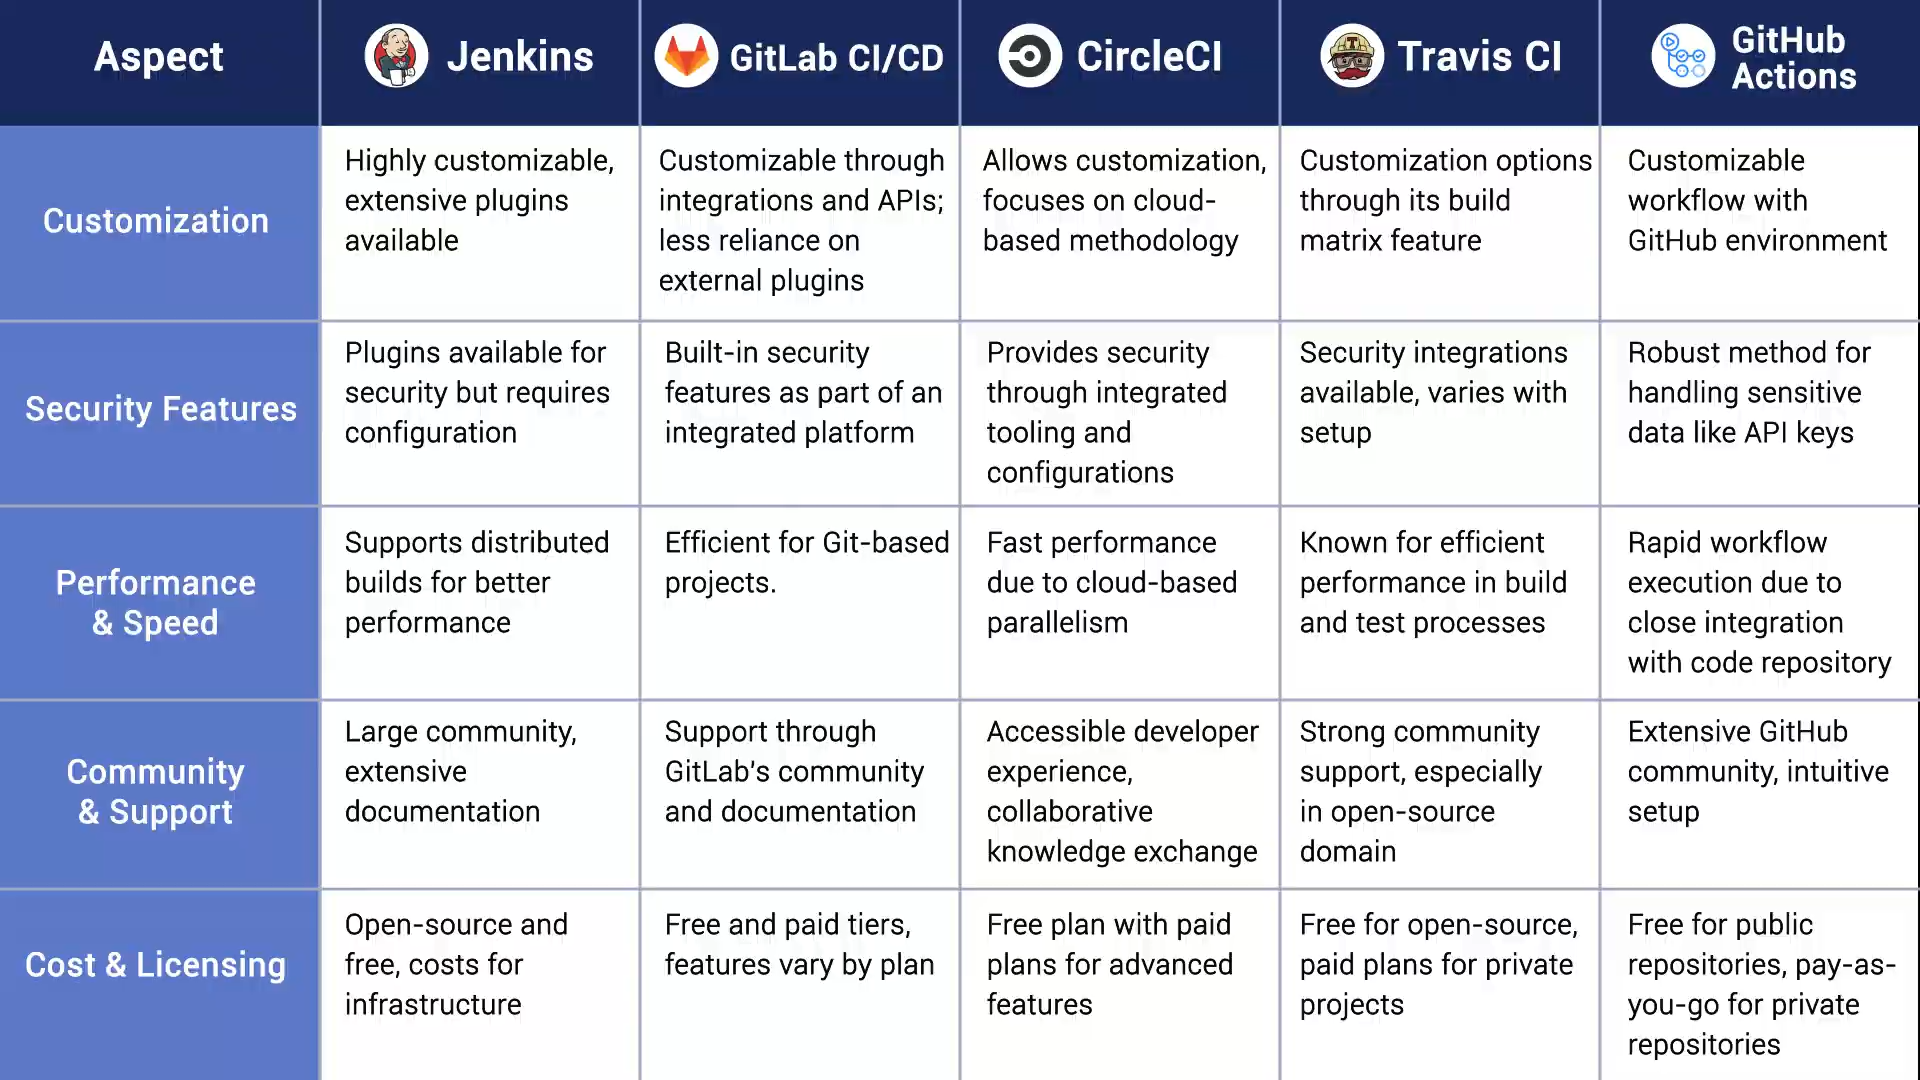 Aspect
Jenkins
GitLab CI/CD
CircleCI
Travis CI
GitHub
Actions
Customization
Highly customizable,
extensive plugins
available
Customizable through
integrations and APIs;
less reliance on
external plugins
Allows customization,
focuses on cloud-
based methodology
Customization options
through its build
matrix feature
Customizable
workflow with
GitHub environment
Security Features
Plugins available for
security but requires
configuration
Built-in security
features as part of an
integrated platform
Provides security
through integrated
tooling and
configurations
Security integrations
available, varies with
setup
Robust method for
handling sensitive
data like API keys
Performance
& Speed
Supports distributed
builds for better
performance
Efficient for Git-based
projects.
Fast performance
due to cloud-based
parallelism
Known for efficient
performance in build
and test processes
Rapid workflow
execution due to
close integration
with code repository
Community
& Support
Large community,
extensive
documentation
Support through
GitLab's community
and documentation
Accessible developer
experience,
collaborative
knowledge exchange
Strong community
support, especially
in open-source
domain
Extensive GitHub
community, intuitive
setup
Cost & Licensing
Open-source and
free, costs for
infrastructure
Free and paid tiers,
features vary by plan
Free plan with paid
plans for advanced
features
Free for open-source,
paid plans for private
projects
Free for public
repositories, pay-as-
you-go for private
repositories